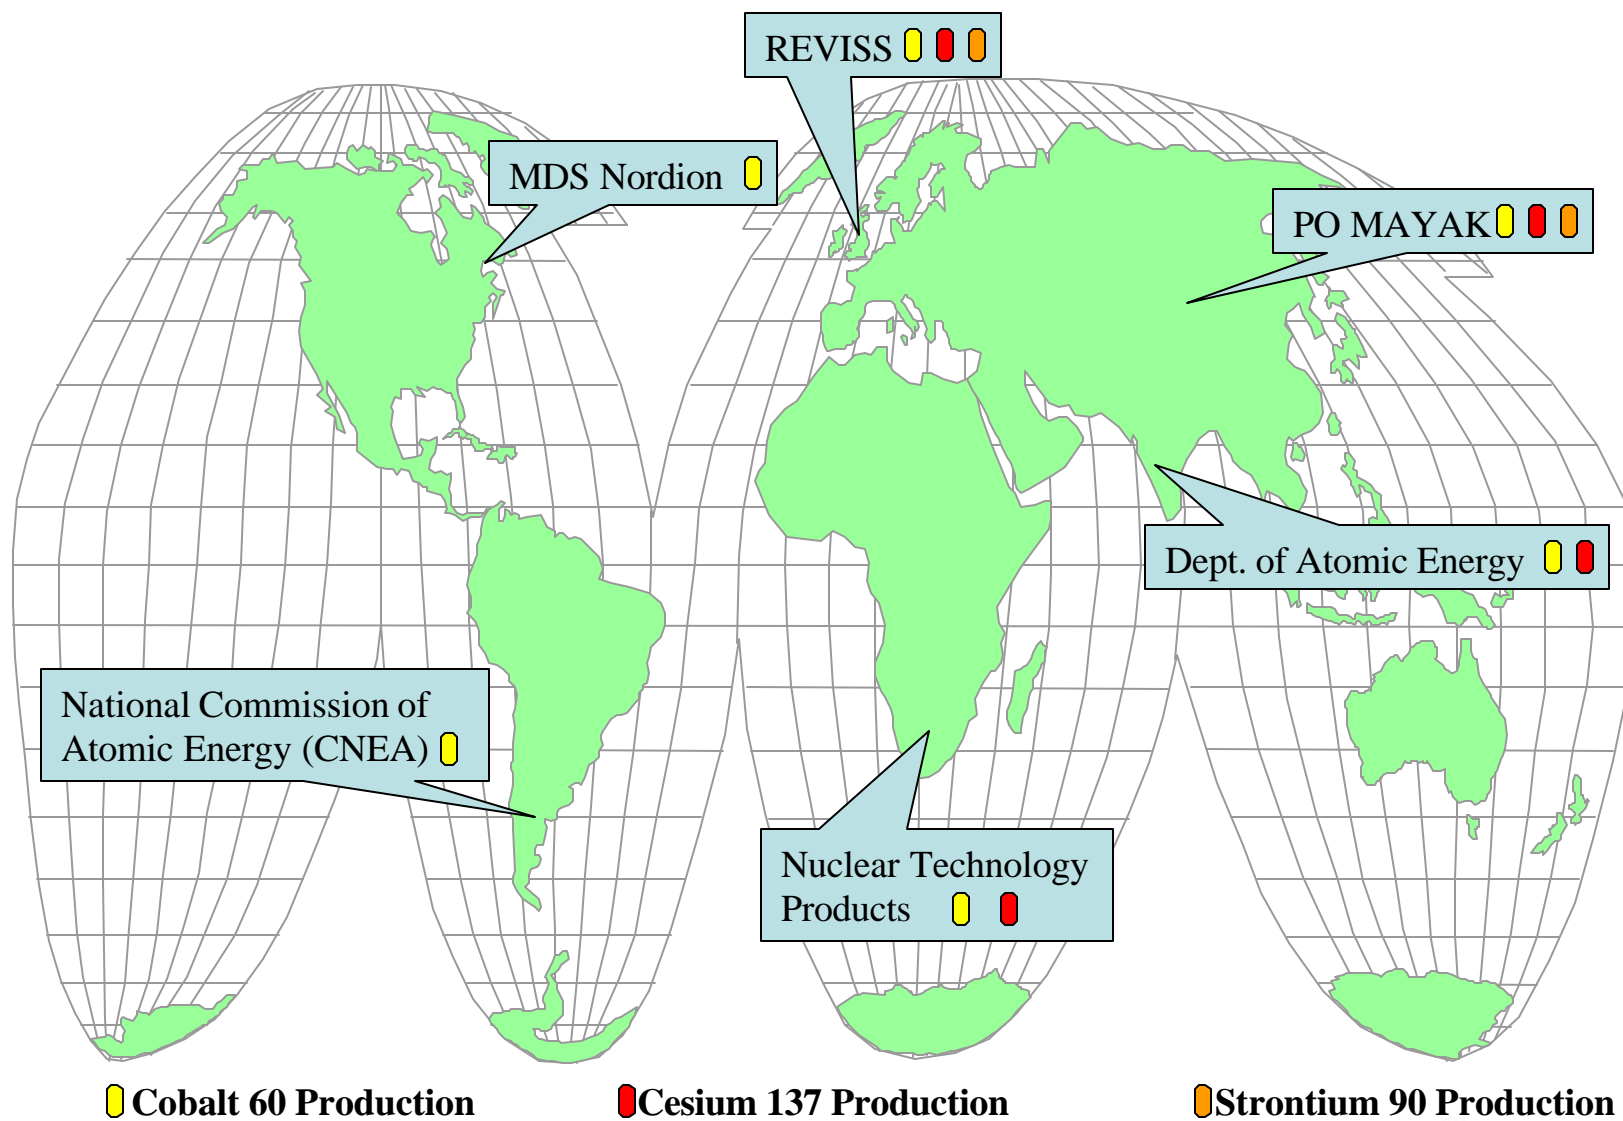 REVISS
MDS Nordion
PO MAYAK
Dept. of Atomic Energy
National Commission of
Atomic Energy (CNEA)
Nuclear Technology
Products
Cobalt 60 Production
Cesium 137 Production
Strontium 90 Production